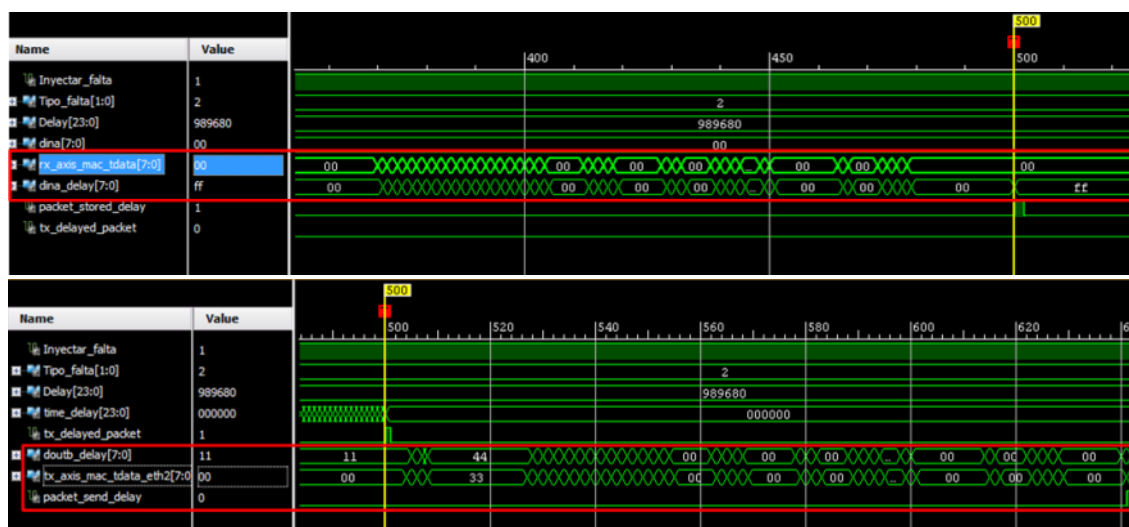 500
Name Value
400 450 500
Inyectar_falta 1
Tipo_falta[1:0] 2 2
Delay[23:0] 989680 989680
dina[7:0] 00 00
rx_axis_mac_tdata[7:0] 00 00 00 00 00 00 00 00
dina_delay[7:0] ff 00 00 00 00 .. 00 00 00 ff
packet_stored_delay 1
tx_delayed_packet 0
500
Name Value
500 520 540 560 580 600 620 6
Inyectar_falta 1
Tipo_falta[1:0] 2 2
Delay[23:0] 989680 989680
time_delay[23:0] 000000 000000
tx_delayed_packet 1
doutb_delay[7:0] 11 11 44 00 00 00 .. 00 00 00
tx_axis_mac_tdata_eth2[7:0 00 00 33 00 00 00 .. 00 00 00
packet_send_delay 0